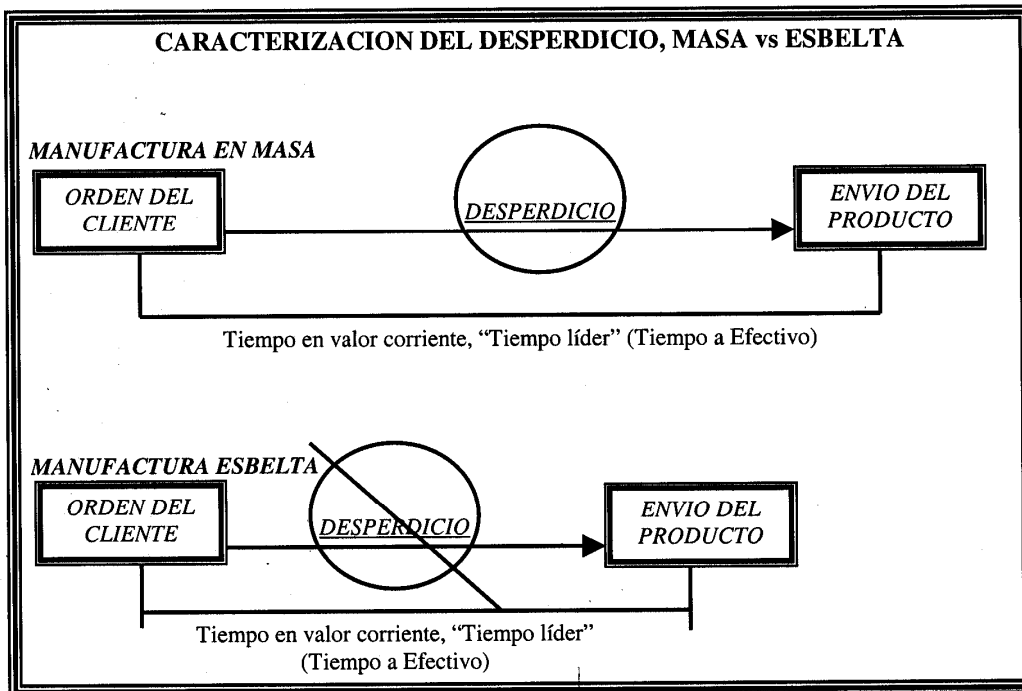 CARACTERIZACION DEL DESPERDICIO, MASA vs ESBELTA
MANUFACTURA EN MASA
ORDEN DEL
CLIENTE
DESPERDICIO
ENVIO DEL
PRODUCTO
Tiempo en valor corriente, “Tiempo líder” (Tiempo a Efectivo)
MANUFACTURA ESBELTA
ORDEN DEL
CLIENTE
DESPERDICIO
ENVIO DEL
PRODUCTO
Tiempo en valor corriente, “Tiempo líder”
(Tiempo a Efectivo)